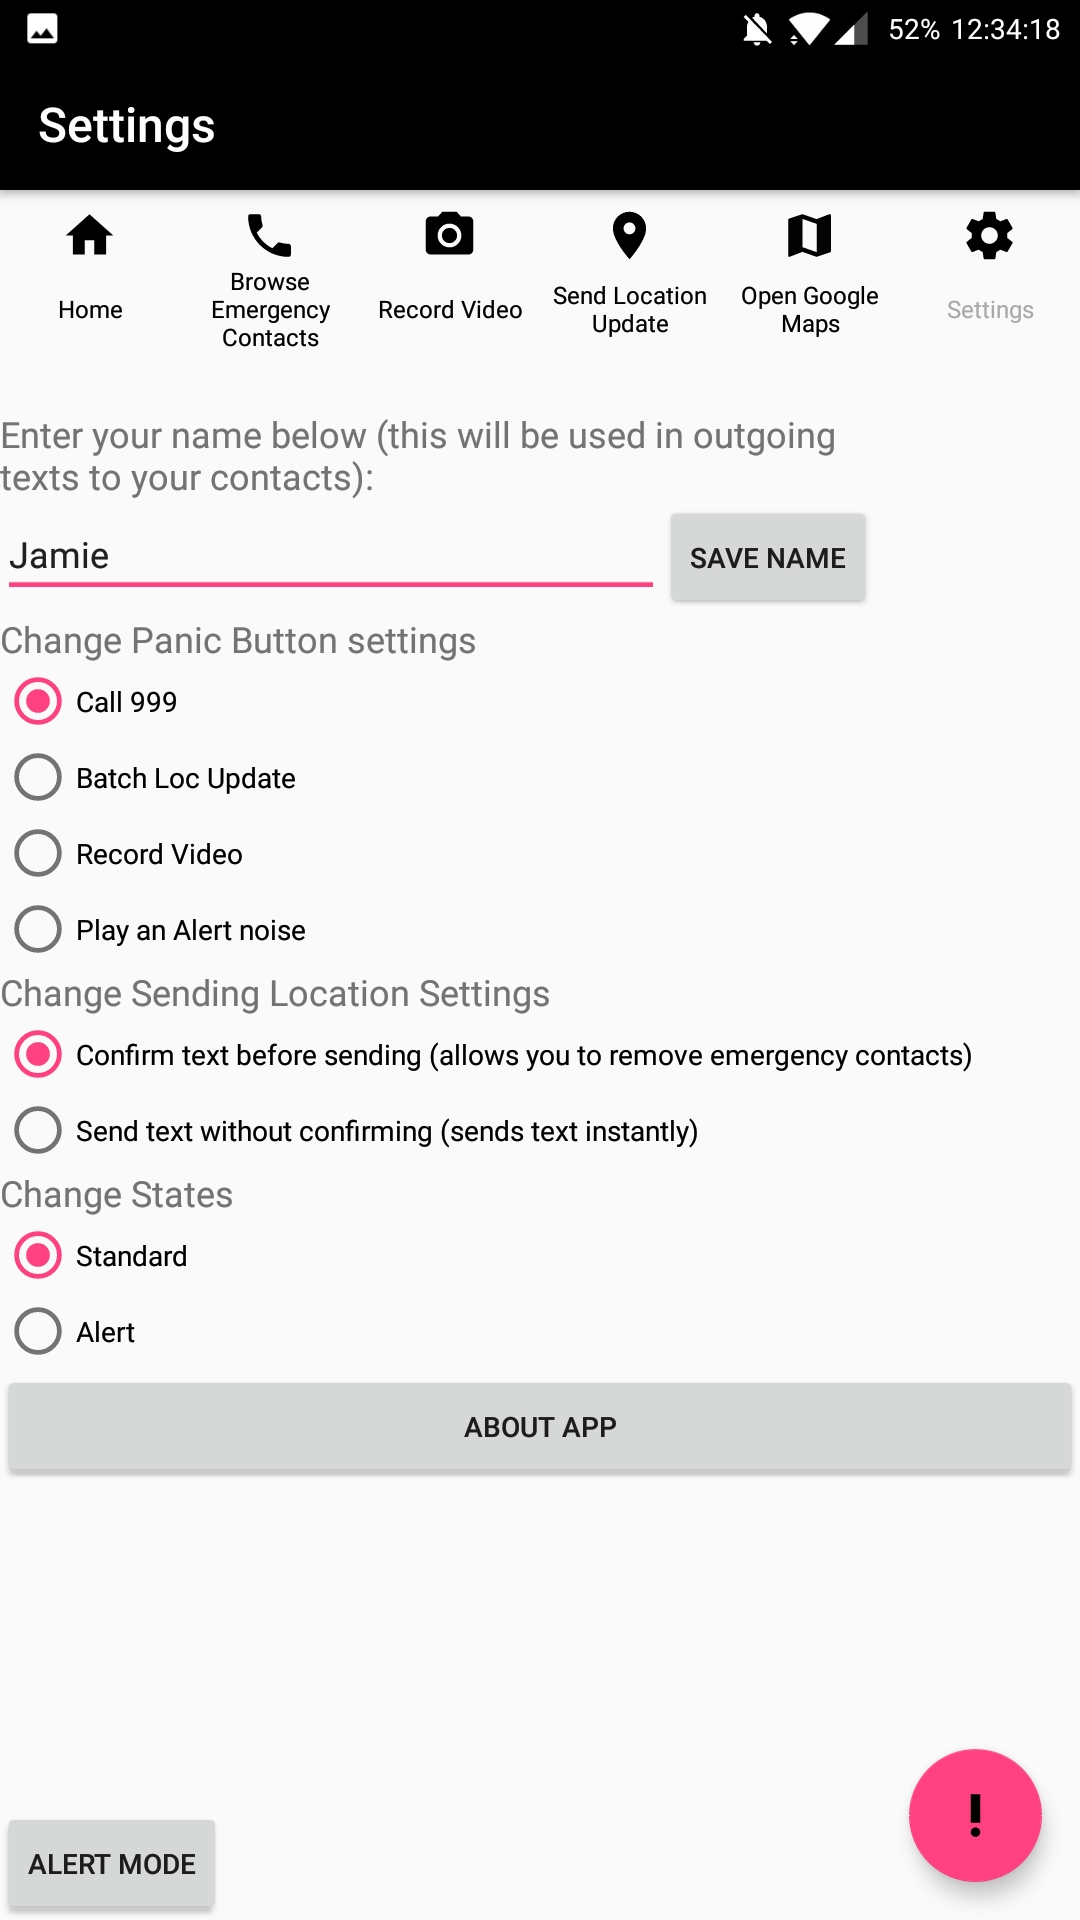 52% 12:34:18
Settings
Home
Browse
Emergency
Contacts
Record Video
Send Location
Update
Open Google
Maps
Settings
Enter your name below (this will be used in outgoing
texts to your contacts):
Jamie
SAVE NAME
Change Panic Button settings
Call 999
Batch Loc Update
Record Video
Play an Alert noise
Change Sending Location Settings
Confirm text before sending (allows you to remove emergency contacts)
Send text without confirming (sends text instantly)
Change States
Standard
Alert
ABOUT APP
!
ALERT MODE